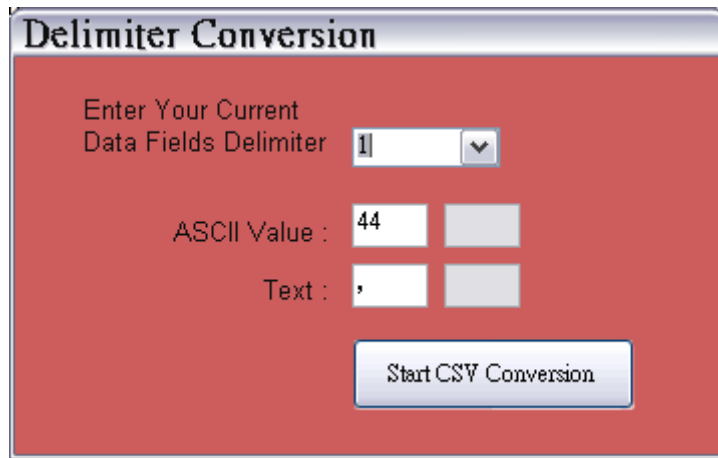 Delimiter Conversion
Enter Your Current
Data Fields Delimiter
1
ASCII Value :
44
Text :
,
Start CSV Conversion